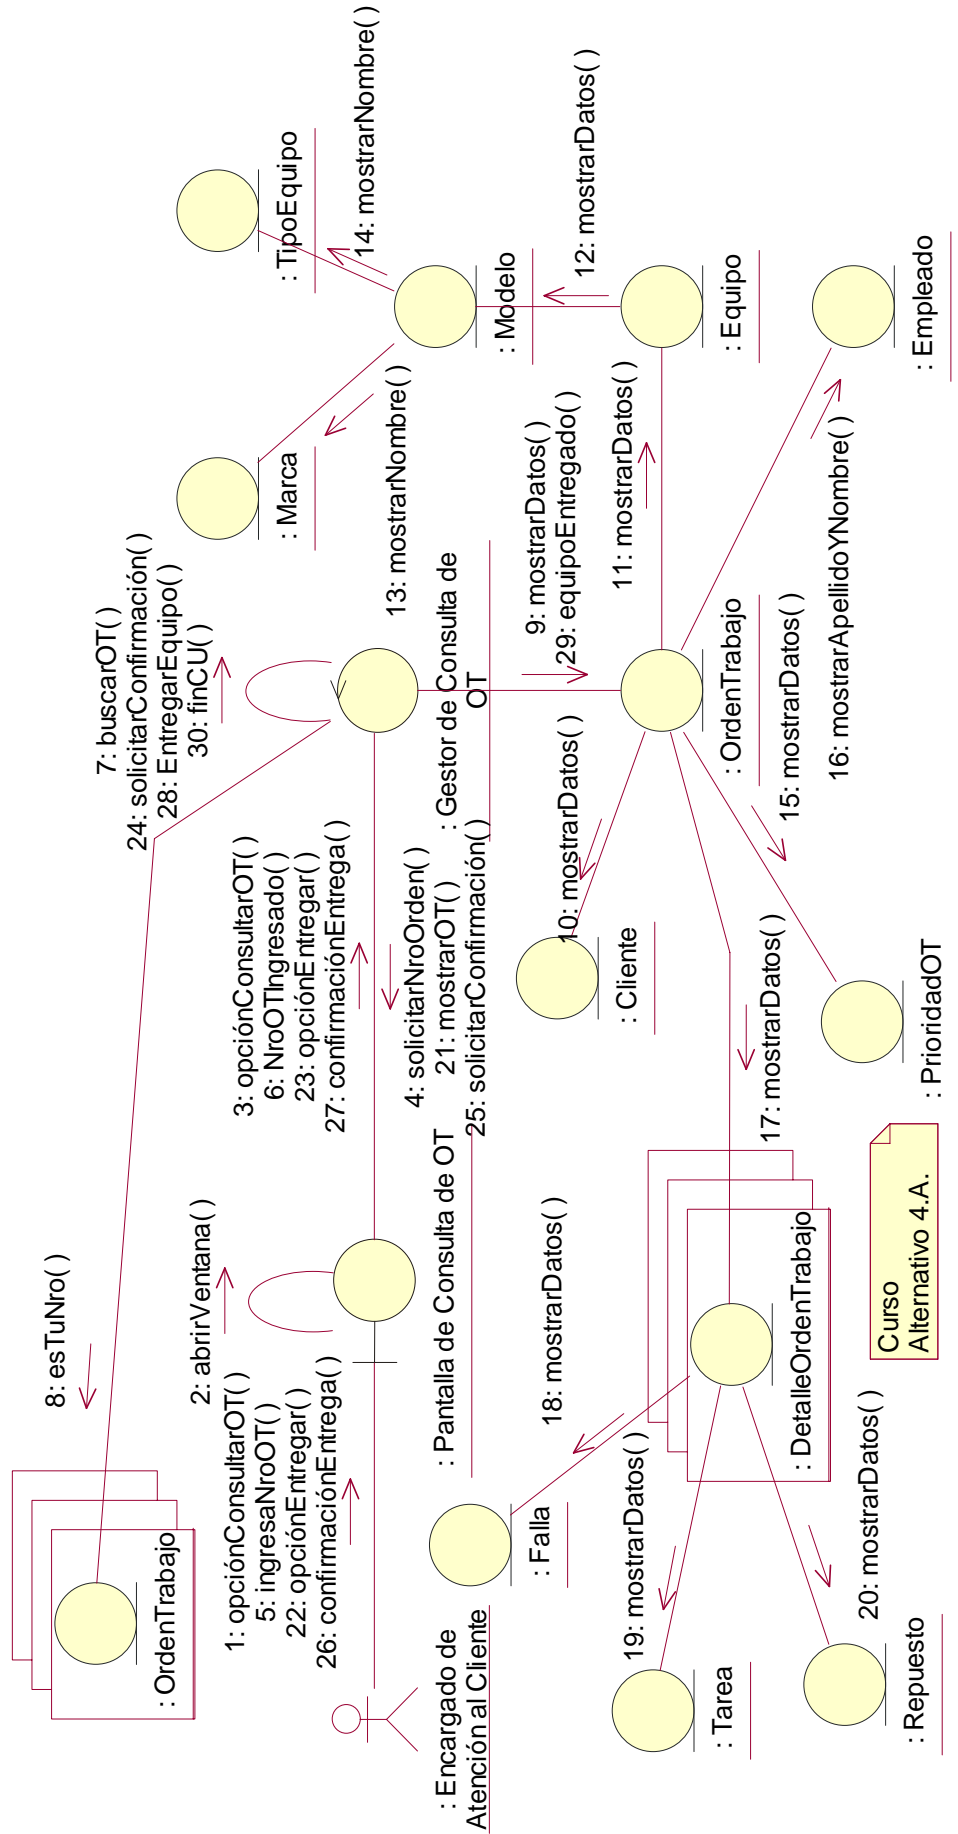 8: esTuNro( )
: OrdenTrabajo
7: buscarOT( )
24: solicitarConfirmación( )
28: EntregarEquipo( )
30: finCU( )
: TipoEquipo
14: mostrarNombre( )
: Marca
13: mostrarNombre( )
: Modelo
12: mostrarDatos( )
2: abrirVentana( )
1: opciónConsultarOT( )
5: ingresaNroOT( )
22: opciónEntregar( )
26: confirmaciónEntrega( )
3: opciónConsultarOT( )
6: NroOTIngresado( )
23: opciónEntregar( )
27: confirmaciónEntrega( )
4: solicitarNroOrden( )
21: mostrarOT( )
25: solicitarConfirmación( )
: Encargado de
Atención al Cliente
: Pantalla de Consulta de OT
: Gestor de Consulta de
OT
9: mostrarDatos( )
29: equipoEntregado( )
11: mostrarDatos( )
: Equipo
10: mostrarDatos( )
: Cliente
: OrdenTrabajo
15: mostrarDatos( )
16: mostrarApellidoYNombre( )
: Empleado
18: mostrarDatos( )
: Falla
17: mostrarDatos( )
: DetalleOrdenTrabajo
19: mostrarDatos( )
: Tarea
20: mostrarDatos( )
: Repuesto
: PrioridadOT
Curso
Alternativo 4.A.